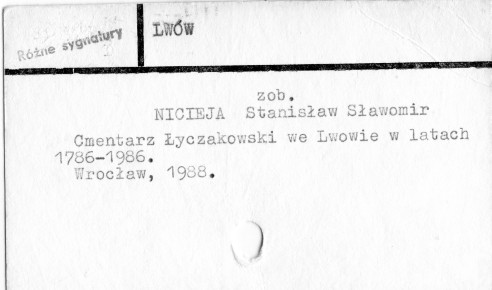 Różne sygnatury
LWÓW
zob.
NICIEJA Stanisław Sławomir
Cmentarz Łyczakowski we Lwowie w latach
1786-1986.
Wrocław, 1988.